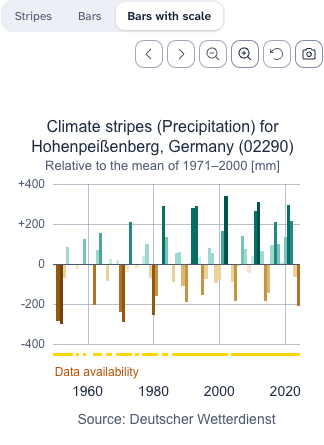 Stripes Bars Bars with scale
Climate stripes (Precipitation) for
Hohenpeißenberg, Germany (02290)
Relative to the mean of 1971–2000 [mm]
+400
+200
0
-200
-400
Data availability
1960 1980 2000 2020
Source: Deutscher Wetterdienst